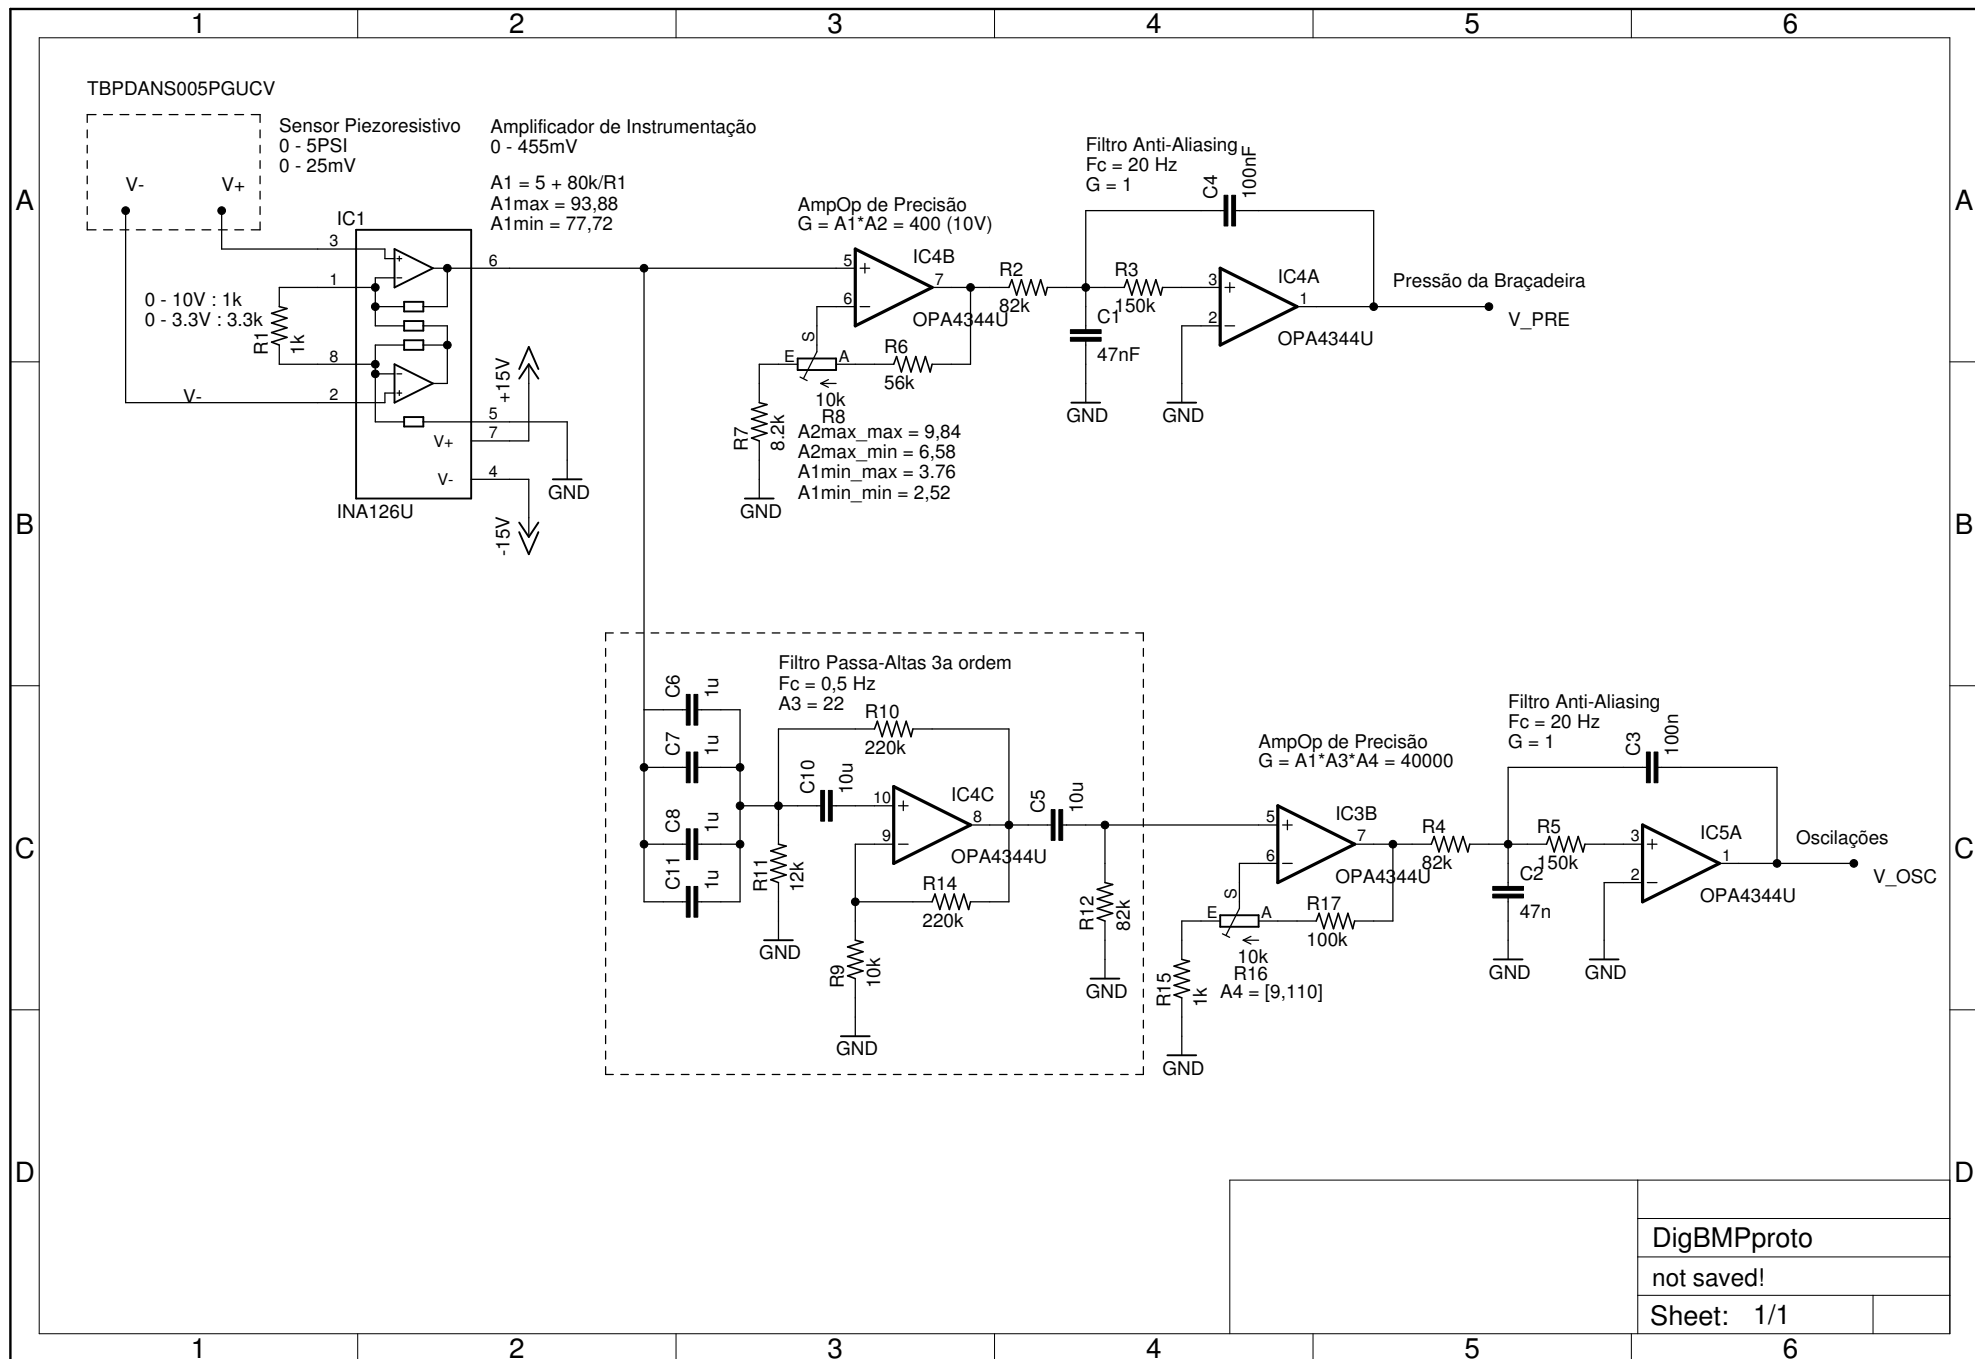 1 2 3 4 5 6
A
B
C
D
TBPDANS005PGUCV
V-
V+
Sensor Piezoresistivo
0 - 5PSI
0 - 25mV
Amplificador de Instrumentação
0 - 455mV
A1 = 5 + 80k/R1
A1max = 93,88
A1min = 77,72
IC1
3
1
8
2
6
5
7
4
V+
V-
INA126U
0 - 10V : 1k
0 - 3.3V : 3.3k
R1
1k
V-
+15V
-15V
GND
AmpOp de Precisão
G = A1*A2 = 400 (10V)
IC4B
5
6
7
OPA4344U
S
E
A
R6
56k
10k
R8
R7
8.2k
A2max_max = 9,84
A2max_min = 6,58
A1min_max = 3.76
A1min_min = 2,52
GND
R2
82k
Filtro Anti-Aliasing
Fc = 20 Hz
G = 1
C4
100nF
R3
150k
C1
47nF
GND
IC4A
3
2
1
OPA4344U
GND
Pressão da Braçadeira
V_PRE
Filtro Passa-Altas 3a ordem
Fc = 0,5 Hz
A3 = 22
C6
1u
C7
1u
C8
1u
C11
1u
R10
220k
C10
10u
R11
12k
GND
IC4C
10
9
8
OPA4344U
R14
220k
R9
10k
GND
C5
10u
R12
82k
GND
AmpOp de Precisão
G = A1*A3*A4 = 40000
IC3B
5
6
7
OPA4344U
S
E
A
R17
100k
10k
R16
A4 = [9,110]
R15
1k
GND
R4
82k
Filtro Anti-Aliasing
Fc = 20 Hz
G = 1
C3
100n
R5
150k
C2
47n
GND
IC5A
3
2
1
OPA4344U
GND
Oscilações
V_OSC
A
B
C
D
DigBMPproto
not saved!
Sheet: 1/1
1 2 3 4 5 6